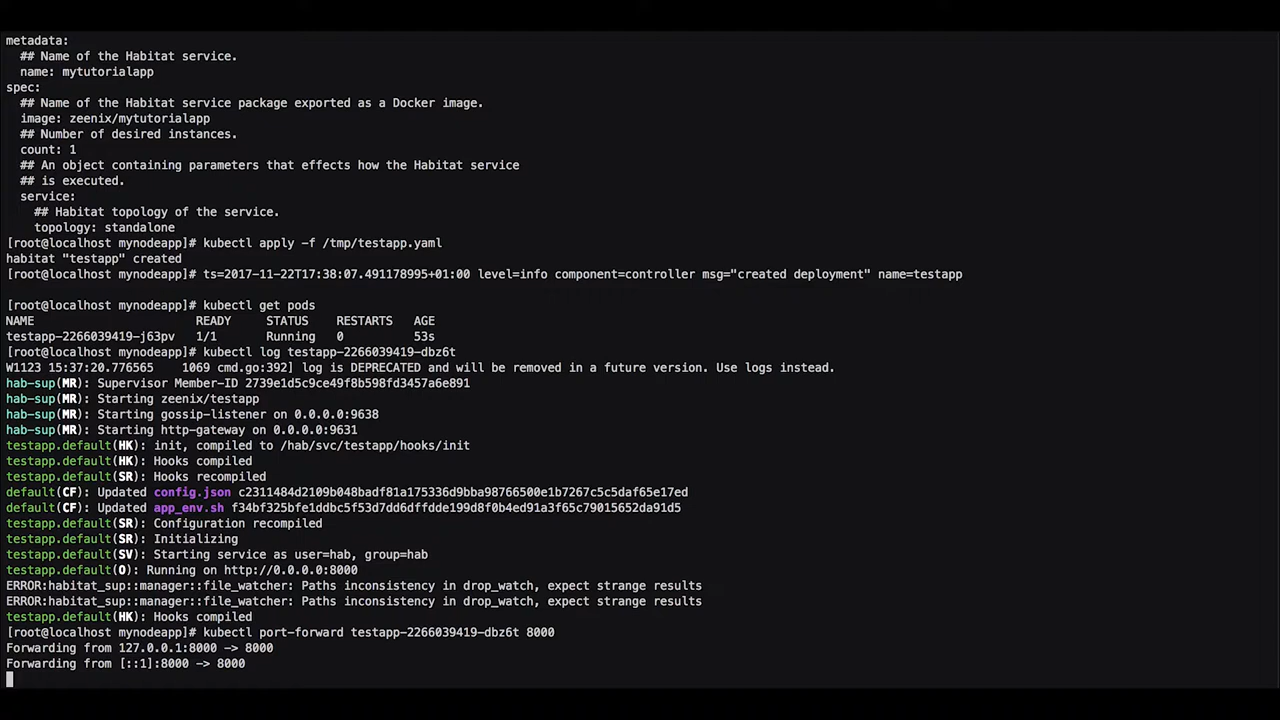 metadata:
  ## Name of the Habitat service.
  name: mytutorialapp
spec:
  ## Name of the Habitat service package exported as a Docker image.
  image: zeenix/mytutorialapp
  ## Number of desired instances.
  count: 1
  ## An object containing parameters that effects how the Habitat service
  ## is executed.
  service:
    ## Habitat topology of the service.
    topology: standalone
[root@localhost mynodeapp]# kubectl apply -f /tmp/testapp.yaml
habitat "testapp" created
[root@localhost mynodeapp]# ts=2017-11-22T17:38:07.491178995+01:00 level=info component=controller msg="created deployment" name=testapp
[root@localhost mynodeapp]# kubectl get pods
NAME                       READY     STATUS    RESTARTS   AGE
testapp-2266039419-j63pv   1/1       Running   0          53s
[root@localhost mynodeapp]# kubectl log testapp-2266039419-dbz6t
W1123 15:37:20.776565    1069 cmd.go:392] log is DEPRECATED and will be removed in a future version. Use logs instead.
hab-sup(MR): Supervisor Member-ID 2739e1d5c9ce49f8b598fd3457a6e891
hab-sup(MR): Starting zeenix/testapp
hab-sup(MR): Starting gossip-listener on 0.0.0.0:9638
hab-sup(MR): Starting http-gateway on 0.0.0.0:9631
testapp.default(HK): init, compiled to /hab/svc/testapp/hooks/init
testapp.default(HK): Hooks compiled
testapp.default(SR): Hooks recompiled
default(CF): Updated config.json c2311484d2109b048badf81a175336d9bba98766500e1b7267c5c5daf65e17ed
default(CF): Updated app_env.sh f34bf325bfe1ddbc5f53d7dd6dffdde199d8f0b4ed91a3f65c79015652da91d5
testapp.default(SR): Configuration recompiled
testapp.default(SR): Initializing
testapp.default(SV): Starting service as user=hab, group=hab
testapp.default(O): Running on http://0.0.0.0:8000
ERROR:habitat_sup::manager::file_watcher: Paths inconsistency in drop_watch, expect strange results
ERROR:habitat_sup::manager::file_watcher: Paths inconsistency in drop_watch, expect strange results
testapp.default(HK): Hooks compiled
[root@localhost mynodeapp]# kubectl port-forward testapp-2266039419-dbz6t 8000
Forwarding from 127.0.0.1:8000 -> 8000
Forwarding from [::1]:8000 -> 8000